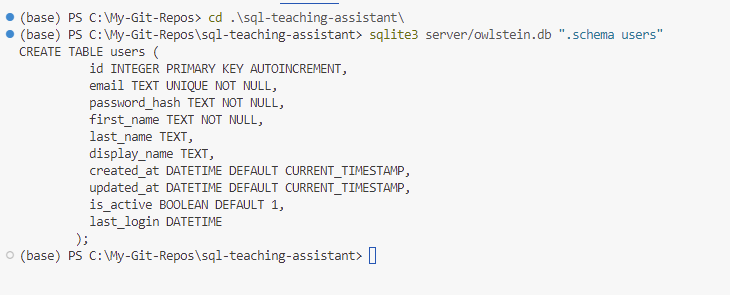 (base) PS C:\My-Git-Repos> cd .\sql-teaching-assistant\
(base) PS C:\My-Git-Repos\sql-teaching-assistant> sqlite3 server/owlstein.db ".schema users"
CREATE TABLE users (
id INTEGER PRIMARY KEY AUTOINCREMENT,
email TEXT UNIQUE NOT NULL,
password_hash TEXT NOT NULL,
first_name TEXT NOT NULL,
last_name TEXT,
display_name TEXT,
created_at DATETIME DEFAULT CURRENT_TIMESTAMP,
updated_at DATETIME DEFAULT CURRENT_TIMESTAMP,
is_active BOOLEAN DEFAULT 1,
last_login DATETIME
);
(base) PS C:\My-Git-Repos\sql-teaching-assistant>